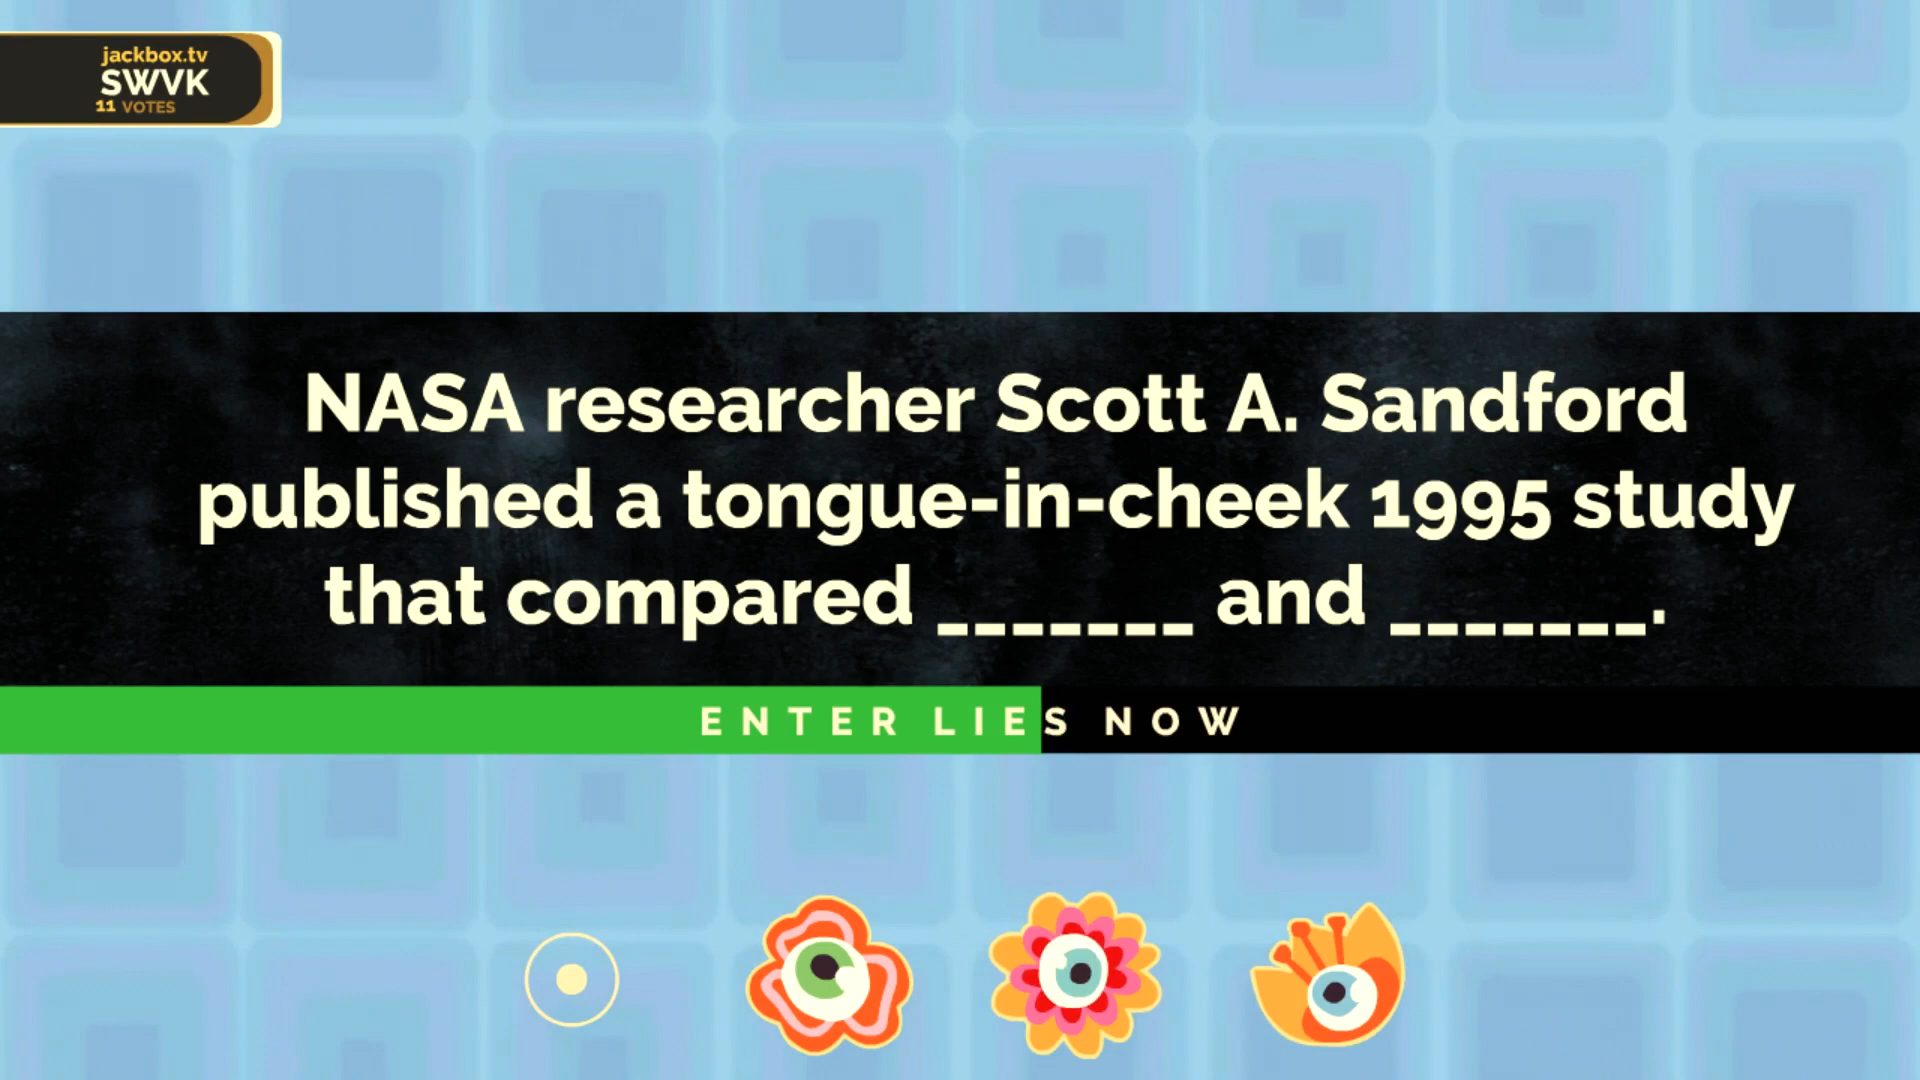 jackbox.tv
SWVK
11 VOTES
NASA researcher Scott A. Sandford
published a tongue-in-cheek 1995 study
that compared _______ and _______.
ENTER LIES NOW